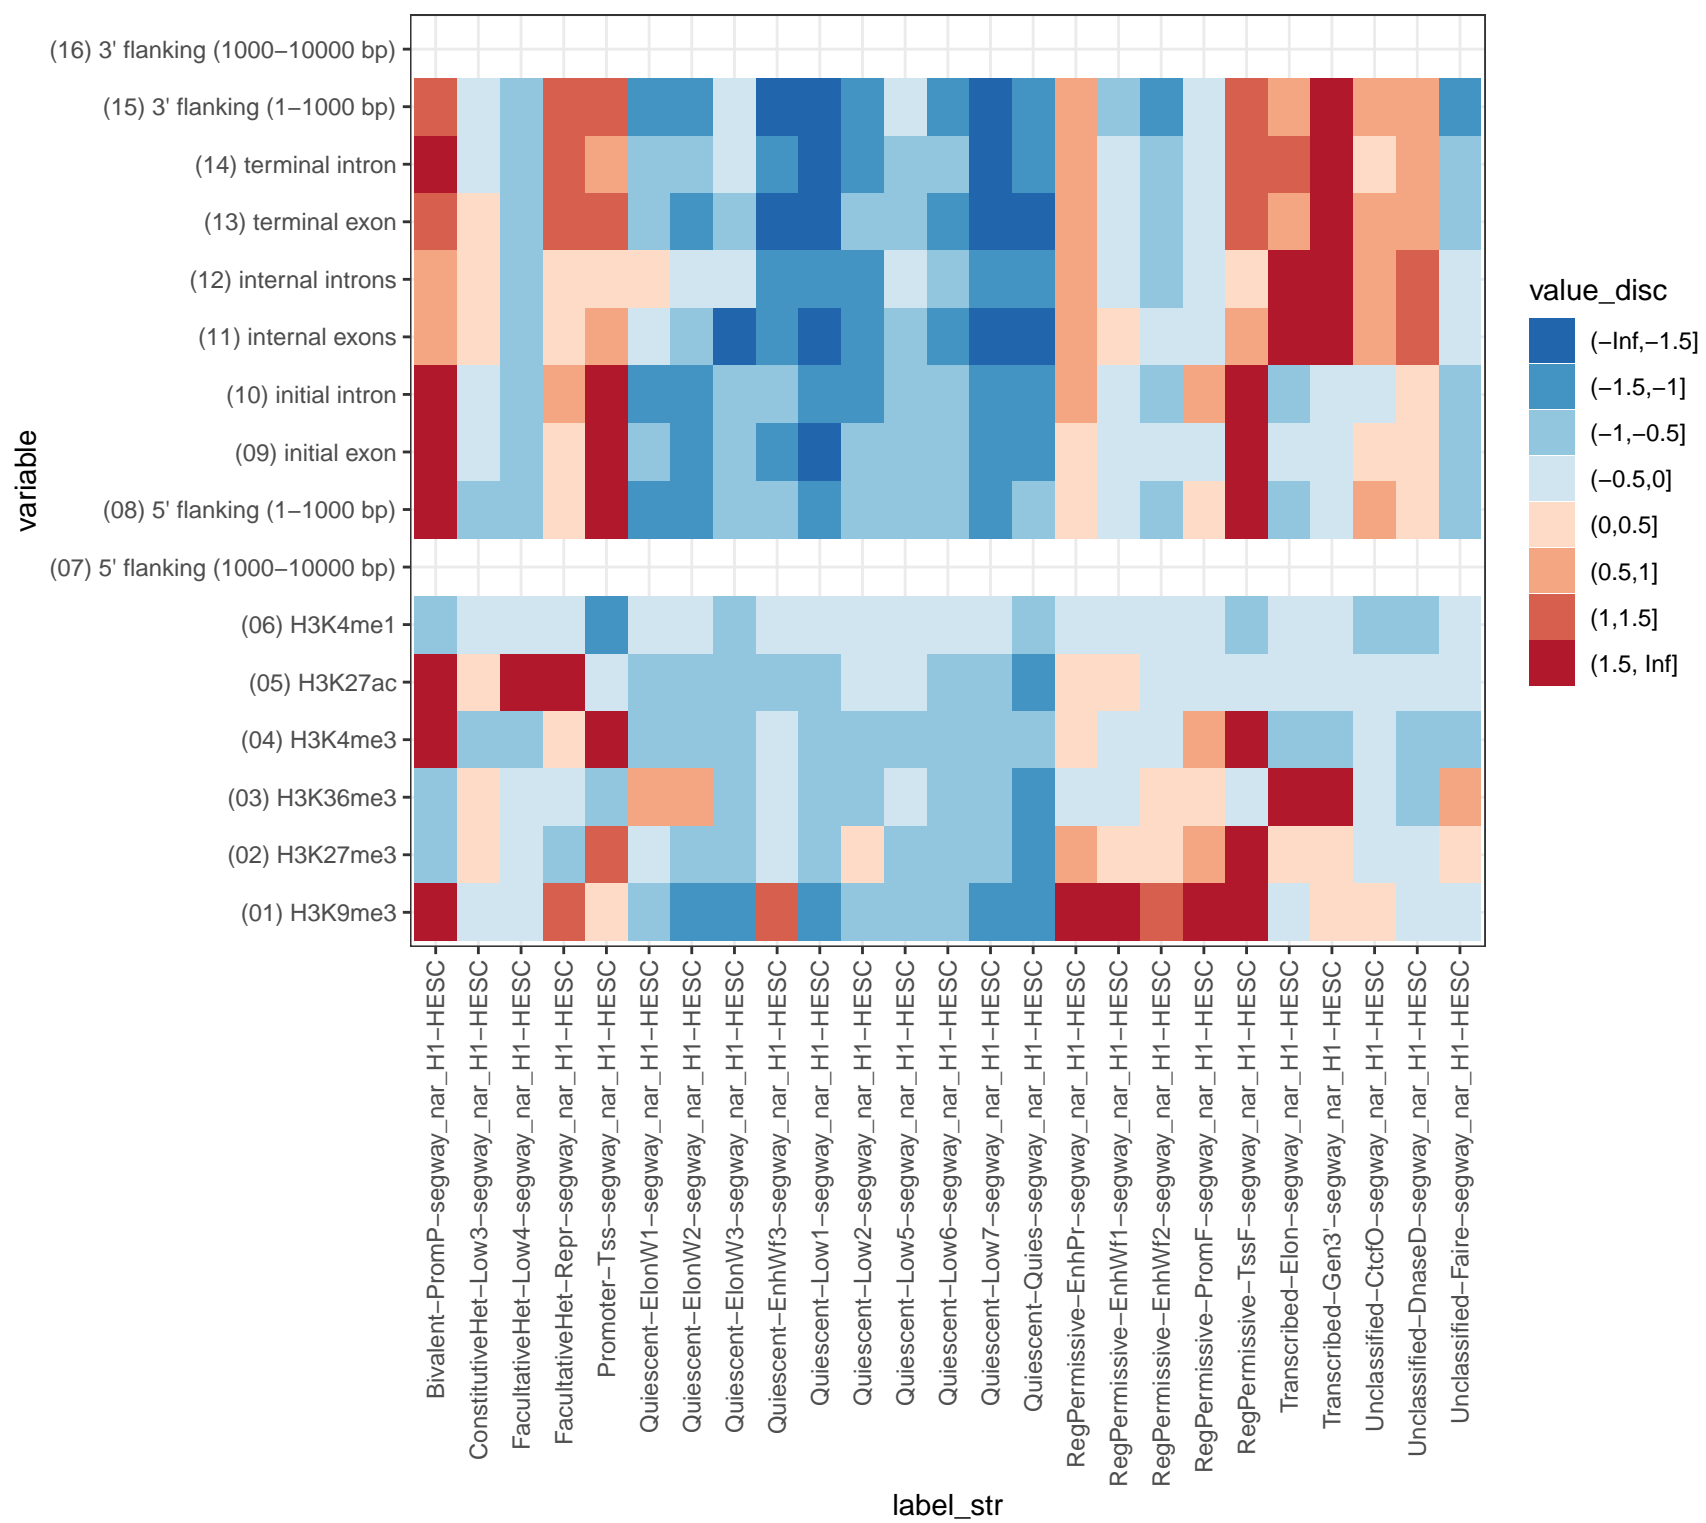 (16) 3' flanking (1000−10000 bp)
(15) 3' flanking (1−1000 bp)
(14) terminal intron
(13) terminal exon
(12) internal introns
(11) internal exons
(10) initial intron
(09) initial exon
(08) 5' flanking (1−1000 bp)
(07) 5' flanking (1000−10000 bp)
(06) H3K4me1
(05) H3K27ac
(04) H3K4me3
(03) H3K36me3
(02) H3K27me3
(01) H3K9me3
variable
Bivalent−PromP−segway_nar_H1−HESC
ConstitutiveHet−Low3−segway_nar_H1−HESC
FacultativeHet−Low4−segway_nar_H1−HESC
FacultativeHet−Repr−segway_nar_H1−HESC
Promoter−Tss−segway_nar_H1−HESC
Quiescent−ElonW1−segway_nar_H1−HESC
Quiescent−ElonW2−segway_nar_H1−HESC
Quiescent−ElonW3−segway_nar_H1−HESC
Quiescent−EnhWf3−segway_nar_H1−HESC
Quiescent−Low1−segway_nar_H1−HESC
Quiescent−Low2−segway_nar_H1−HESC
Quiescent−Low5−segway_nar_H1−HESC
Quiescent−Low6−segway_nar_H1−HESC
Quiescent−Low7−segway_nar_H1−HESC
Quiescent−Quies−segway_nar_H1−HESC
RegPermissive−EnhPr−segway_nar_H1−HESC
RegPermissive−EnhWf1−segway_nar_H1−HESC
RegPermissive−EnhWf2−segway_nar_H1−HESC
RegPermissive−PromF−segway_nar_H1−HESC
RegPermissive−TssF−segway_nar_H1−HESC
Transcribed−Elon−segway_nar_H1−HESC
Transcribed−Gen3'−segway_nar_H1−HESC
Unclassified−CtcfO−segway_nar_H1−HESC
Unclassified−DnaseD−segway_nar_H1−HESC
Unclassified−Faire−segway_nar_H1−HESC
label_str
value_disc
(−Inf,−1.5]
(−1.5,−1]
(−1,−0.5]
(−0.5,0]
(0,0.5]
(0.5,1]
(1,1.5]
(1.5, Inf]